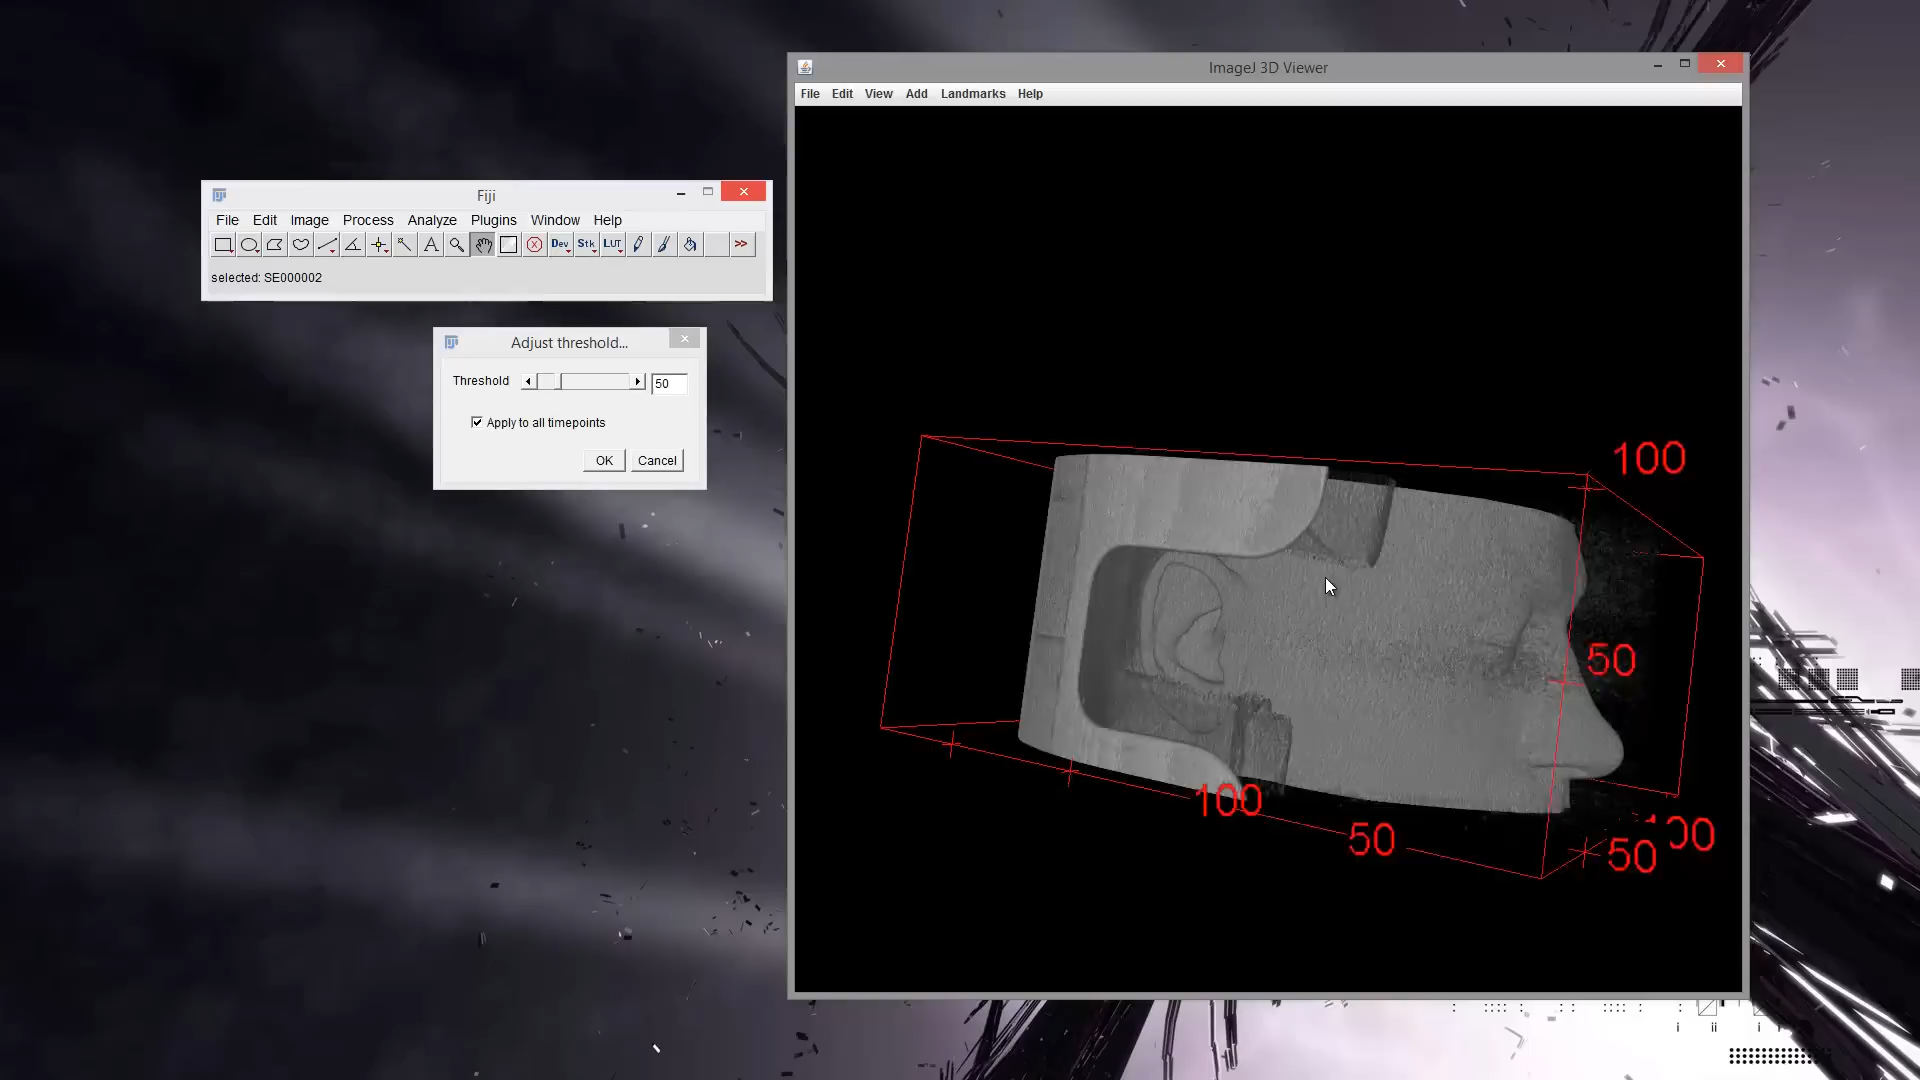 ImageJ 3D Viewer
File Edit View Add Landmarks Help
Fiji
File Edit Image Process Analyze Plugins Window Help
Dev Stk LUT >>
selected: SE000002
Adjust threshold...
Threshold 50
Apply to all timepoints
OK Cancel
100
50
100
50
50
i ii i